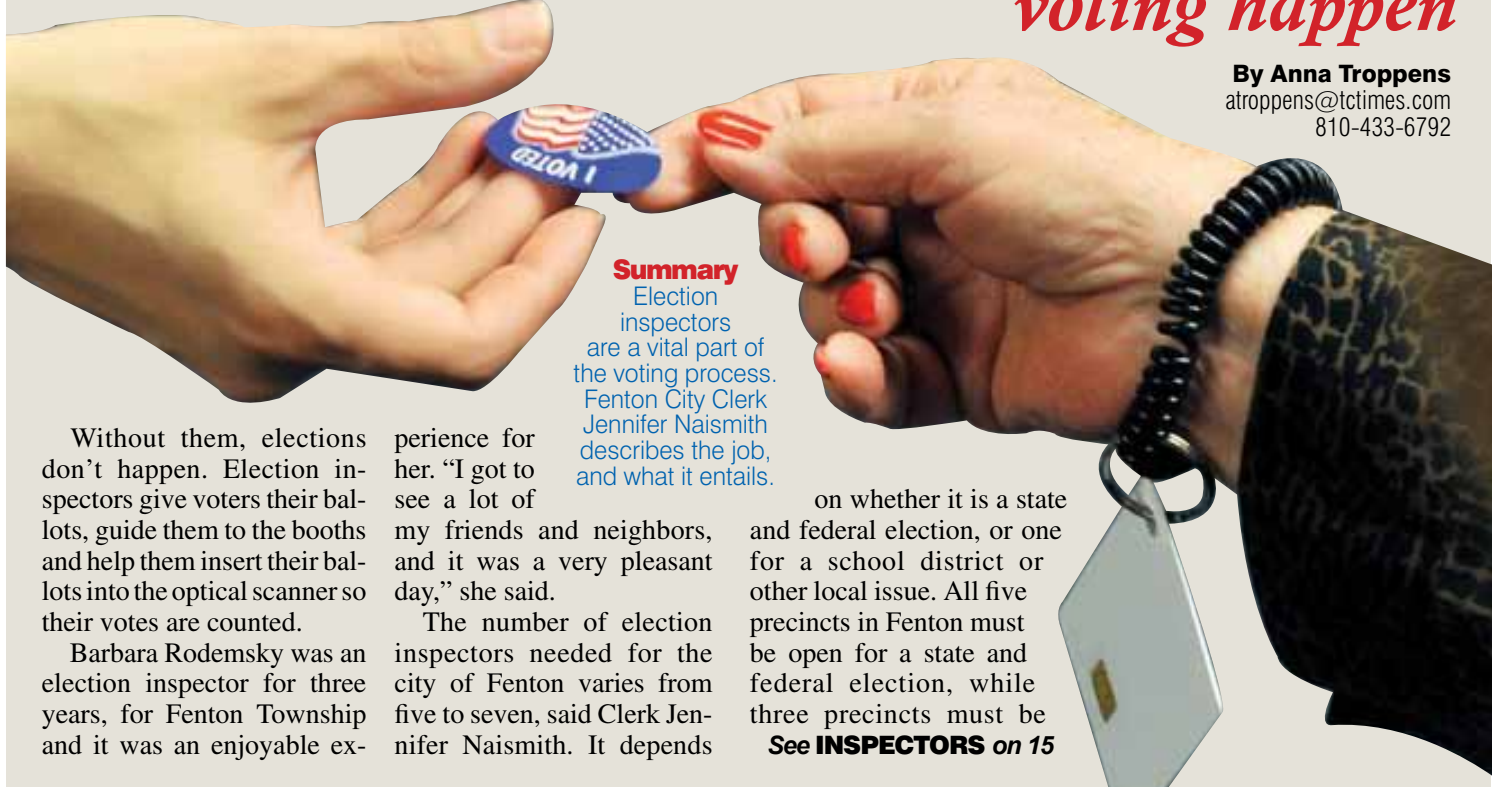 voting happen
By Anna Troppens
atroppens@tctimes.com
810-433-6792
I VOTED
Summary
Election
inspectors
are a vital part of
the voting process.
Fenton City Clerk
Jennifer Naismith
describes the job,
and what it entails.
Without them, elections
don’t happen. Election in-
spectors give voters their bal-
lots, guide them to the booths
and help them insert their bal-
lots into the optical scanner so
their votes are counted.
Barbara Rodemsky was an
election inspector for three
years, for Fenton Township
and it was an enjoyable ex-
perience for
her. “I got to
see a lot of
my friends and neighbors,
and it was a very pleasant
day,” she said.
The number of election
inspectors needed for the
city of Fenton varies from
five to seven, said Clerk Jen-
nifer Naismith. It depends
on whether it is a state
and federal election, or one
for a school district or
other local issue. All five
precincts in Fenton must
be open for a state and
federal election, while
three precincts must be
See INSPECTORS on 15